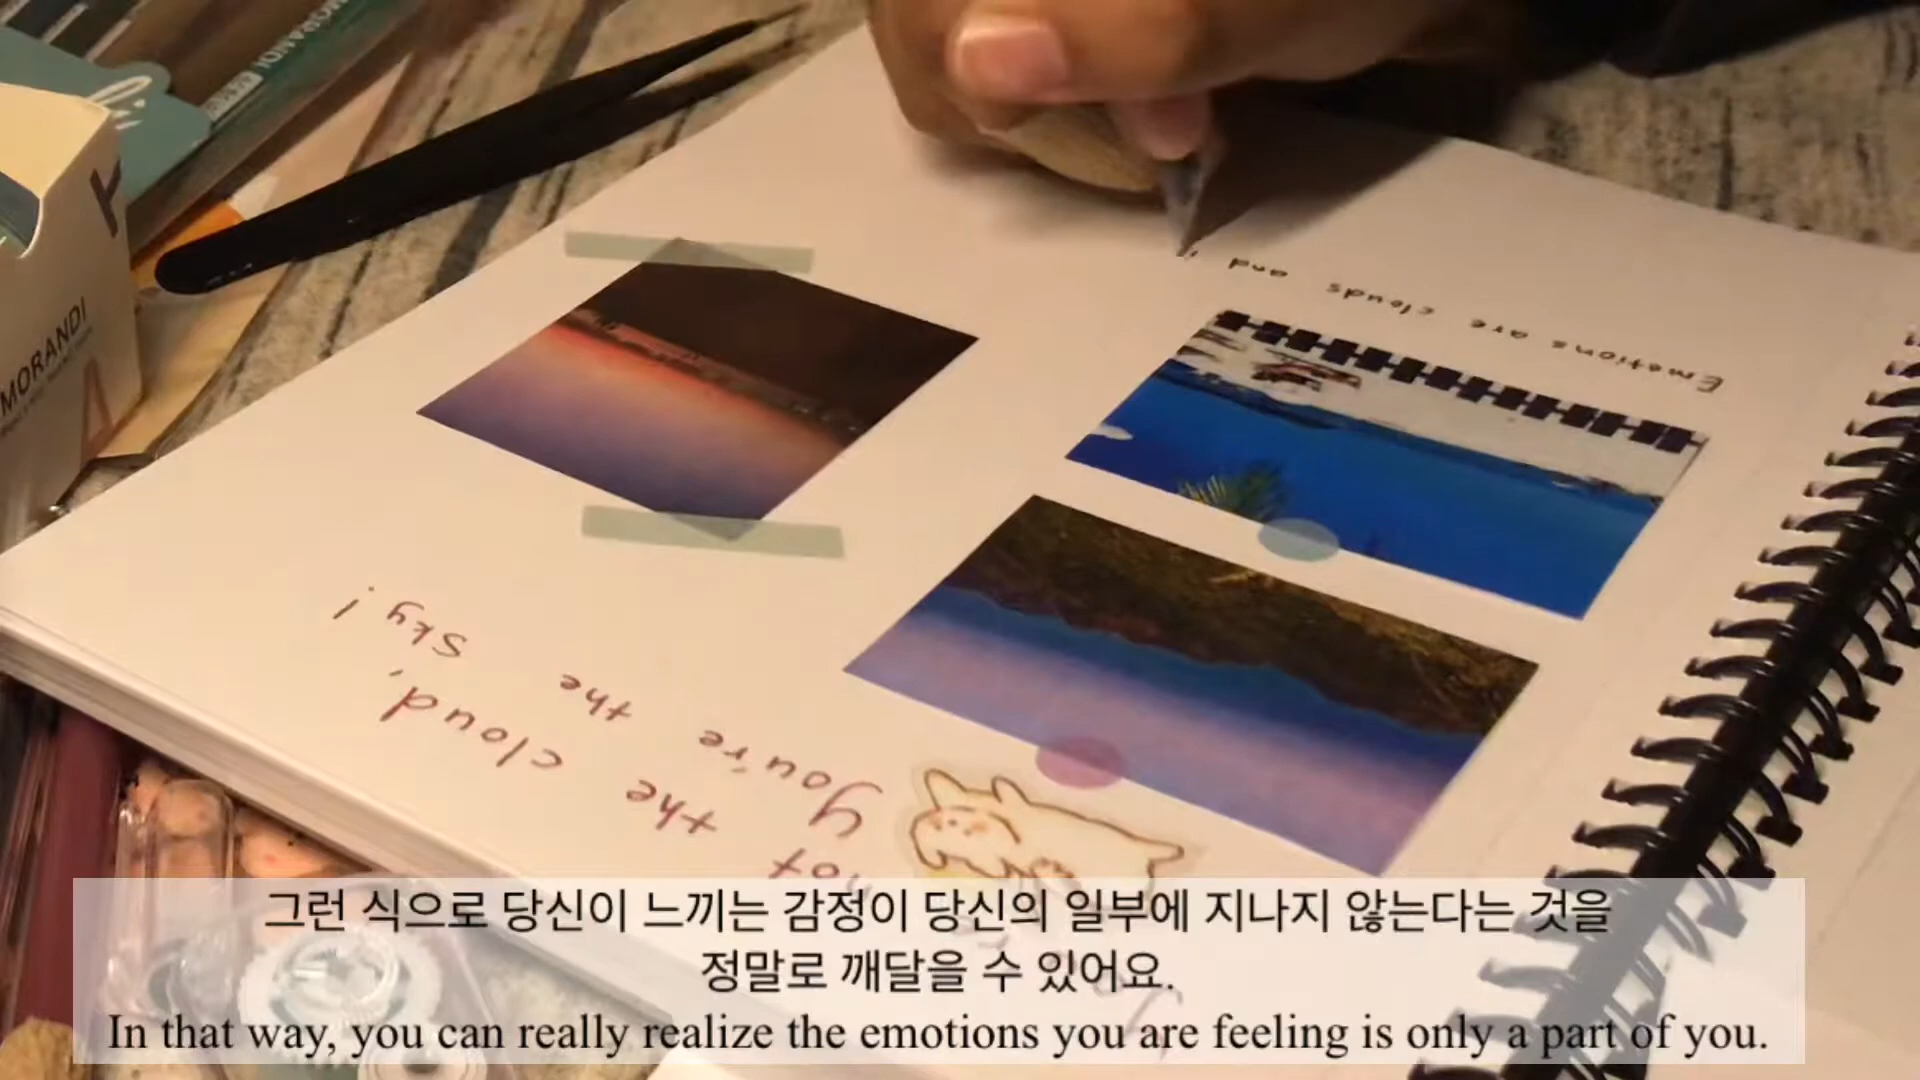 MORANDI
MORANDI
Emotions are clouds and
not the cloud,
You're the sky!
그런 식으로 당신이 느끼는 감정이 당신의 일부에 지나지 않는다는 것을
정말로 깨달을 수 있어요.
In that way, you can really realize the emotions you are feeling is only a part of you.